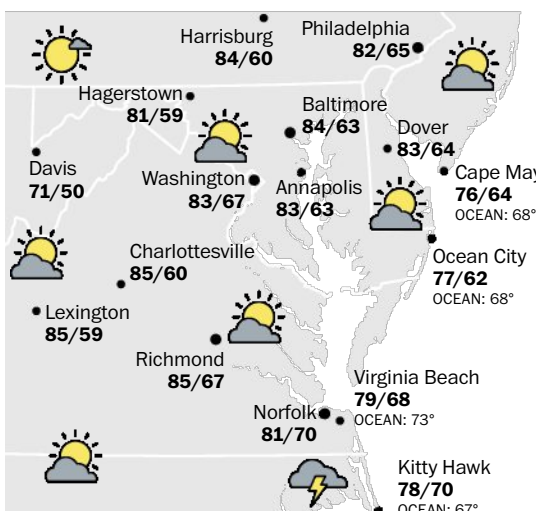 Harrisburg
84/60
Philadelphia
82/65
Hagerstown
81/59
Baltimore
84/63
Dover
83/64
Davis
71/50
Washington
83/67
Annapolis
83/63
Cape May
76/64
OCEAN: 68°
Charlottesville
85/60
Ocean City
77/62
OCEAN: 68°
Lexington
85/59
Richmond
85/67
Virginia Beach
79/68
OCEAN: 73°
Norfolk
81/70
Kitty Hawk
78/70
OCEAN: 67°